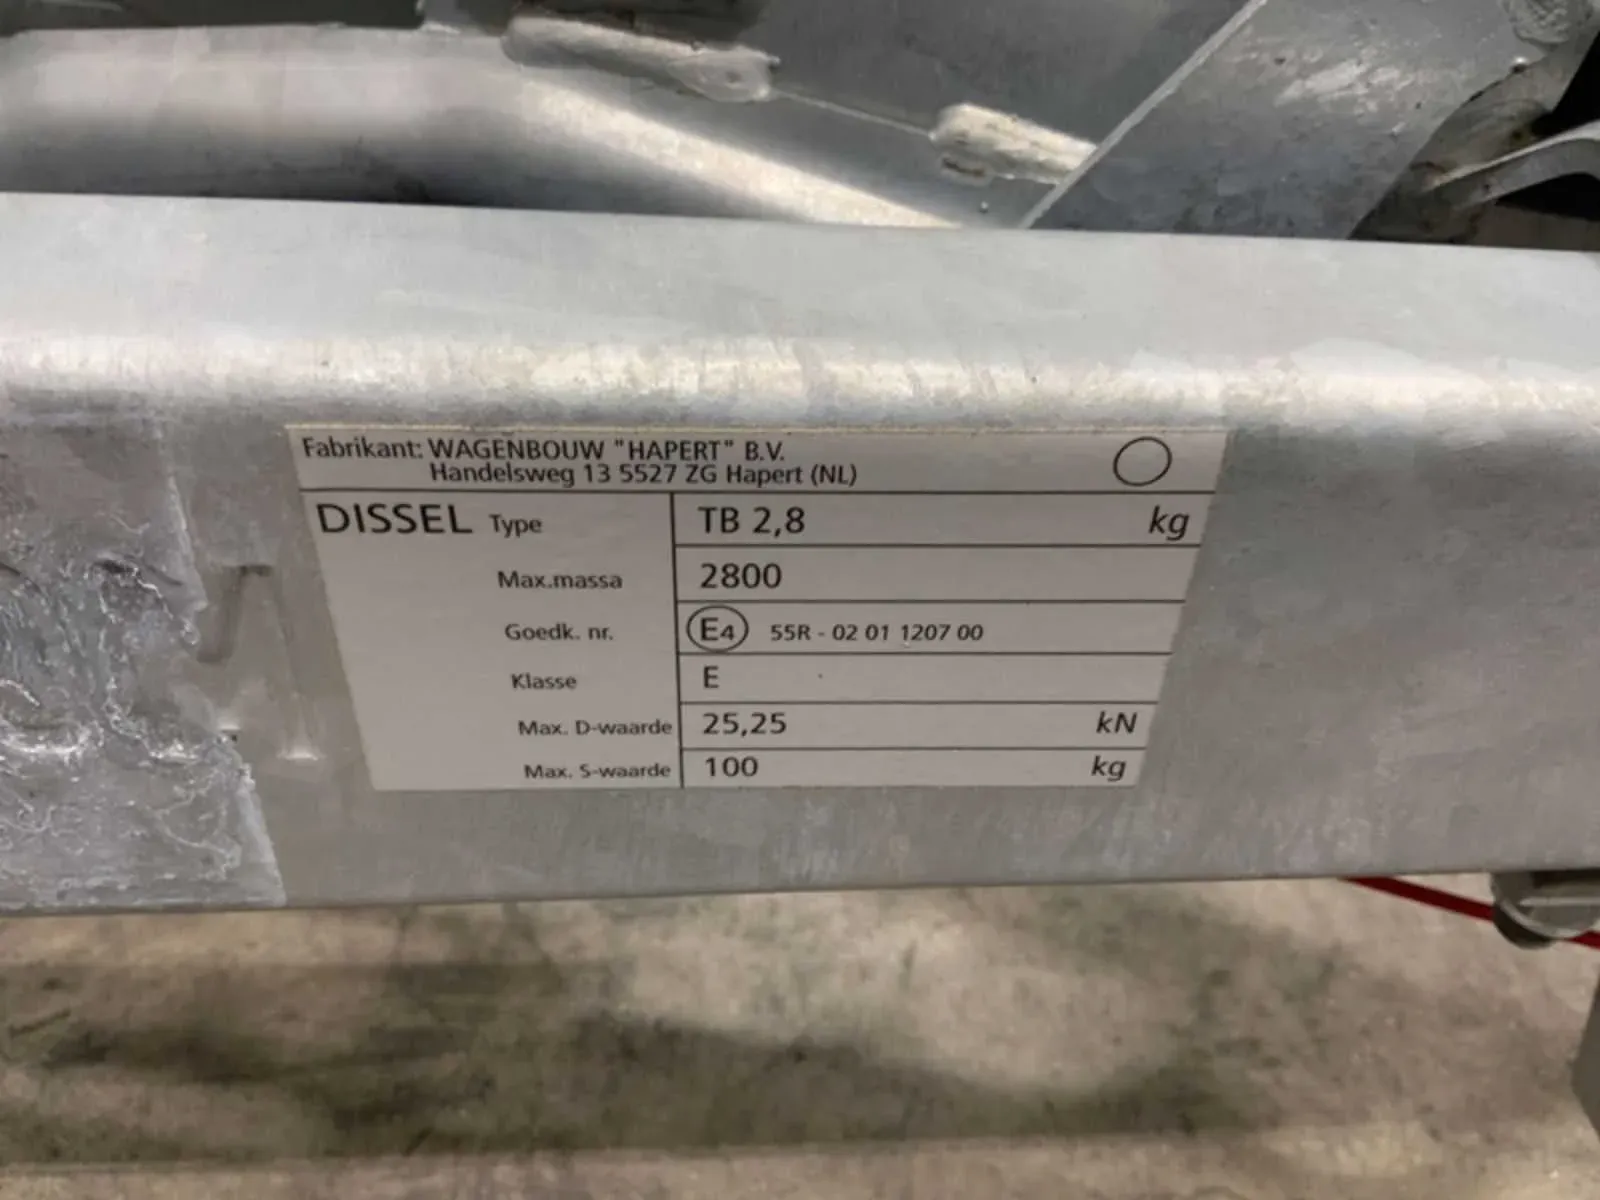 Fabrikant: WAGENBOUW "HAPERT" B.V.
Handelsweg 13 5527 ZG Hapert (NL)
DISSEL Type TB 2,8 kg
Max.massa 2800
Goedk. nr. E4 55R - 02 01 1207 00
Klasse E
Max. D-waarde 25,25 kN
Max. S-waarde 100 kg